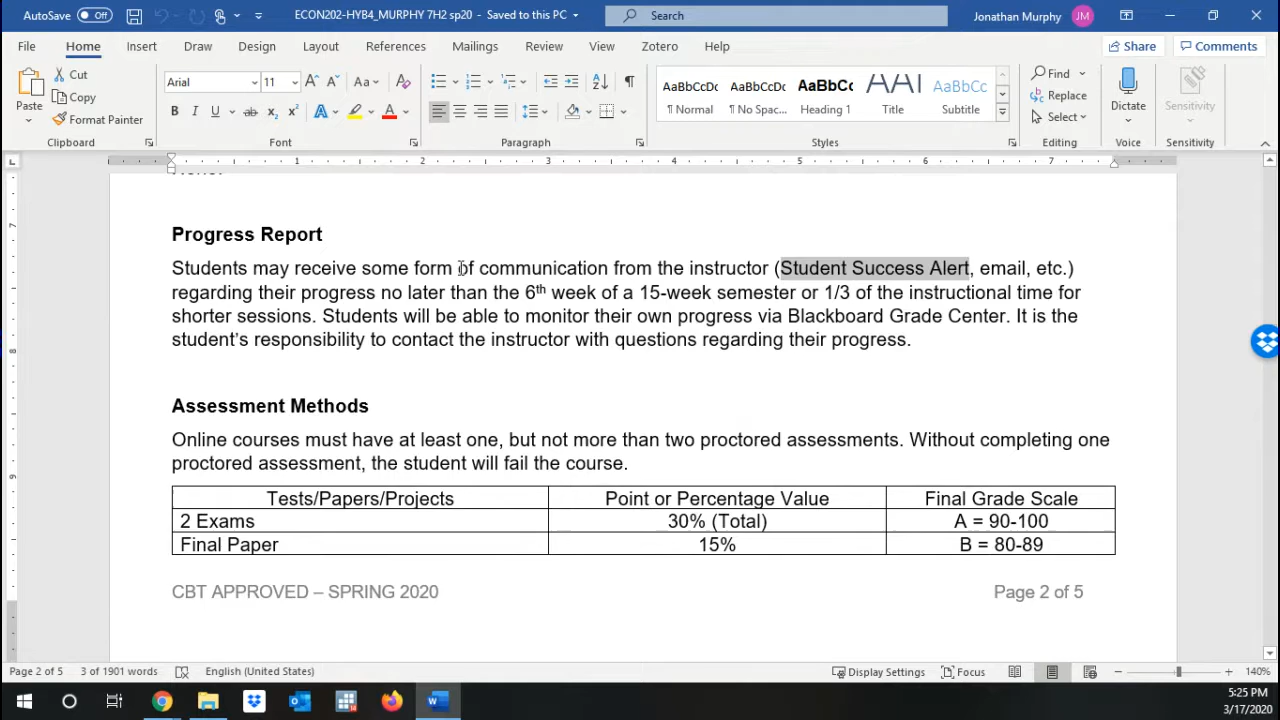 AutoSave Off ECON202-HYB4_MURPHY 7H2 sp20 - Saved to this PC Search Jonathan Murphy JM
File Home Insert Draw Design Layout References Mailings Review View Zotero Help Share Comments
Paste Cut Copy Format Painter Clipboard
Arial 11 Font
Paragraph
AaBbCcDc AaBbCcDc AaBbCc AAI AaBbCcDc
¶ Normal ¶ No Spac... Heading 1 Title Subtitle
Styles
Find Replace Select Editing
Dictate Voice
Sensitivity Sensitivity
1 2 3 4 5 6 7
Progress Report
Students may receive some form of communication from the instructor (Student Success Alert, email, etc.)
regarding their progress no later than the 6th week of a 15-week semester or 1/3 of the instructional time for
shorter sessions. Students will be able to monitor their own progress via Blackboard Grade Center. It is the
student’s responsibility to contact the instructor with questions regarding their progress.
Assessment Methods
Online courses must have at least one, but not more than two proctored assessments. Without completing one
proctored assessment, the student will fail the course.
Tests/Papers/Projects Point or Percentage Value Final Grade Scale
2 Exams 30% (Total) A = 90-100
Final Paper 15% B = 80-89
CBT APPROVED – SPRING 2020 Page 2 of 5
Page 2 of 5 3 of 1901 words English (United States) Display Settings Focus 140%
5:25 PM
3/17/2020